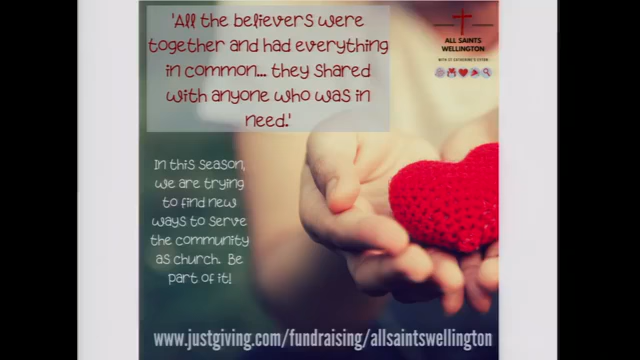 'All the believers were
together and had everything
in common... they shared
with anyone who was in
need.'
ALL SAINTS
WELLINGTON
In this season,
we are trying
to find new
ways to serve
the community
as church. Be
part of it!
www.justgiving.com/fundraising/allsaintswellington